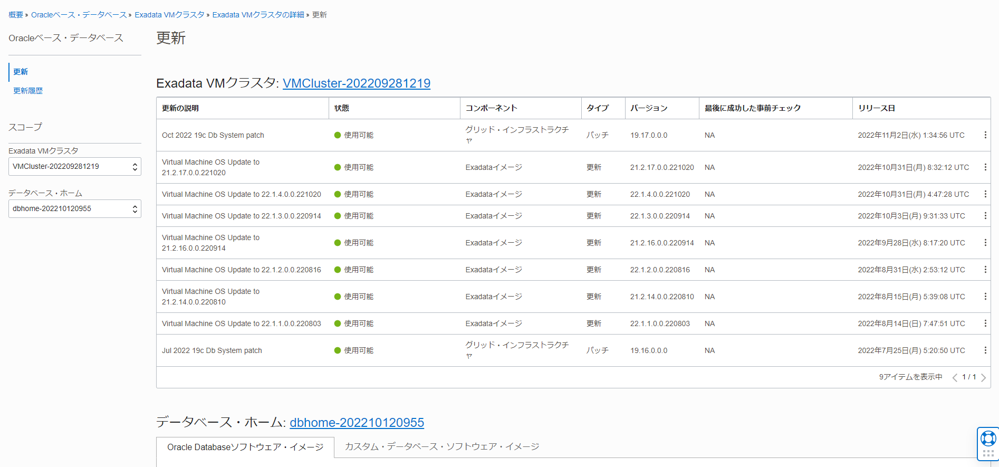 概要 » Oracleベース・データベース » Exadata VMクラスタ » Exadata VMクラスタの詳細 » 更新
Oracleベース・データベース
更新
更新履歴
スコープ
Exadata VMクラスタ
VMCluster-202209281219
データベース・ホーム
dbhome-202210120955
更新
Exadata VMクラスタ: VMCluster-202209281219
更新の説明 状態 コンポーネント タイプ バージョン 最後に成功した事前チェック リリース日
Oct 2022 19c Db System patch 使用可能 グリッド・インフラストラクチ
ャ パッチ 19.17.0.0.0 NA 2022年11月2日(水) 1:34:56 UTC
Virtual Machine OS Update to
21.2.17.0.0.221020 使用可能 Exadataイメージ 更新 21.2.17.0.0.221020 NA 2022年10月31日(月) 8:32:12 UTC
Virtual Machine OS Update to 22.1.4.0.0.221020 使用可能 Exadataイメージ 更新 22.1.4.0.0.221020 NA 2022年10月31日(月) 4:47:28 UTC
Virtual Machine OS Update to 22.1.3.0.0.220914 使用可能 Exadataイメージ 更新 22.1.3.0.0.220914 NA 2022年10月3日(月) 9:31:33 UTC
Virtual Machine OS Update to
21.2.16.0.0.220914 使用可能 Exadataイメージ 更新 21.2.16.0.0.220914 NA 2022年9月28日(水) 8:17:20 UTC
Virtual Machine OS Update to 22.1.2.0.0.220816 使用可能 Exadataイメージ 更新 22.1.2.0.0.220816 NA 2022年8月31日(水) 2:53:12 UTC
Virtual Machine OS Update to
21.2.14.0.0.220810 使用可能 Exadataイメージ 更新 21.2.14.0.0.220810 NA 2022年8月15日(月) 5:39:08 UTC
Virtual Machine OS Update to 22.1.1.0.0.220803 使用可能 Exadataイメージ 更新 22.1.1.0.0.220803 NA 2022年8月14日(日) 7:47:51 UTC
Jul 2022 19c Db System patch 使用可能 グリッド・インフラストラクチ
ャ パッチ 19.16.0.0.0 NA 2022年7月25日(月) 5:20:50 UTC
9アイテムを表示中 1 / 1
データベース・ホーム: dbhome-202210120955
Oracle Databaseソフトウェア・イメージ カスタム・データベース・ソフトウェア・イメージ